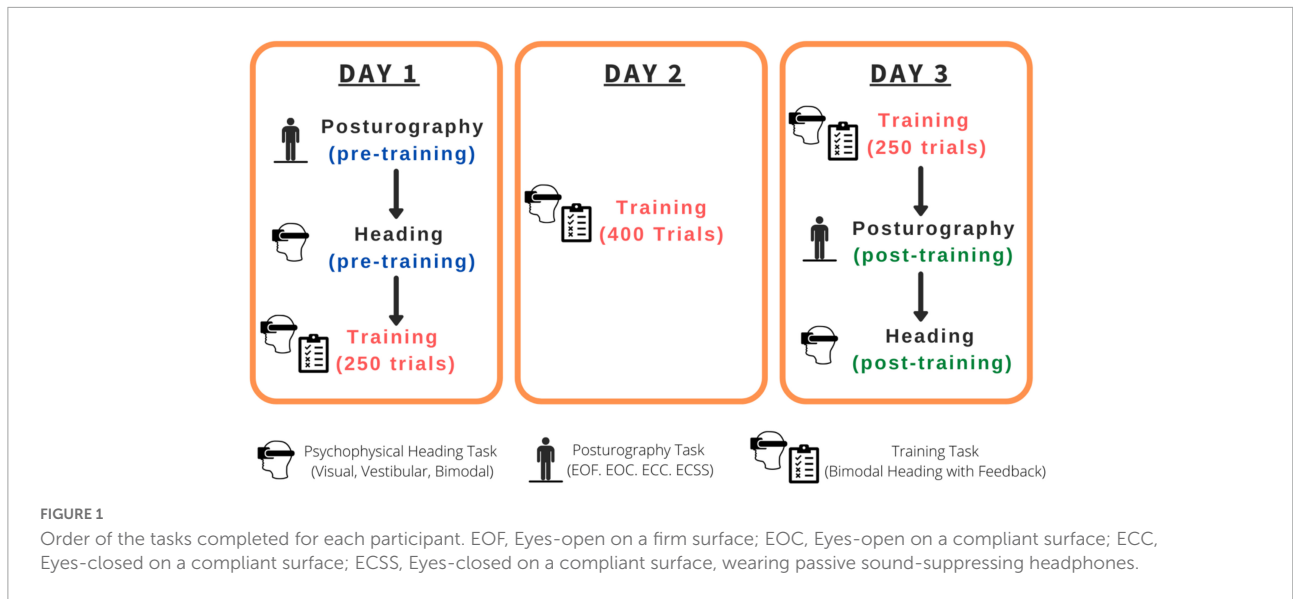 DAY 1
Posturography
(pre-training)
Heading
(pre-training)
Training
(250 trials)
DAY 2
Training
(400 Trials)
DAY 3
Training
(250 trials)
Posturography
(post-training)
Heading
(post-training)
Psychophysical Heading Task
(Visual, Vestibular, Bimodal)
Posturography Task
(EOF. EOC. ECC. ECSS)
Training Task
(Bimodal Heading with Feedback)
FIGURE 1
Order of the tasks completed for each participant. EOF, Eyes-open on a firm surface; EOC, Eyes-open on a compliant surface; ECC,
Eyes-closed on a compliant surface; ECSS, Eyes-closed on a compliant surface, wearing passive sound-suppressing headphones.